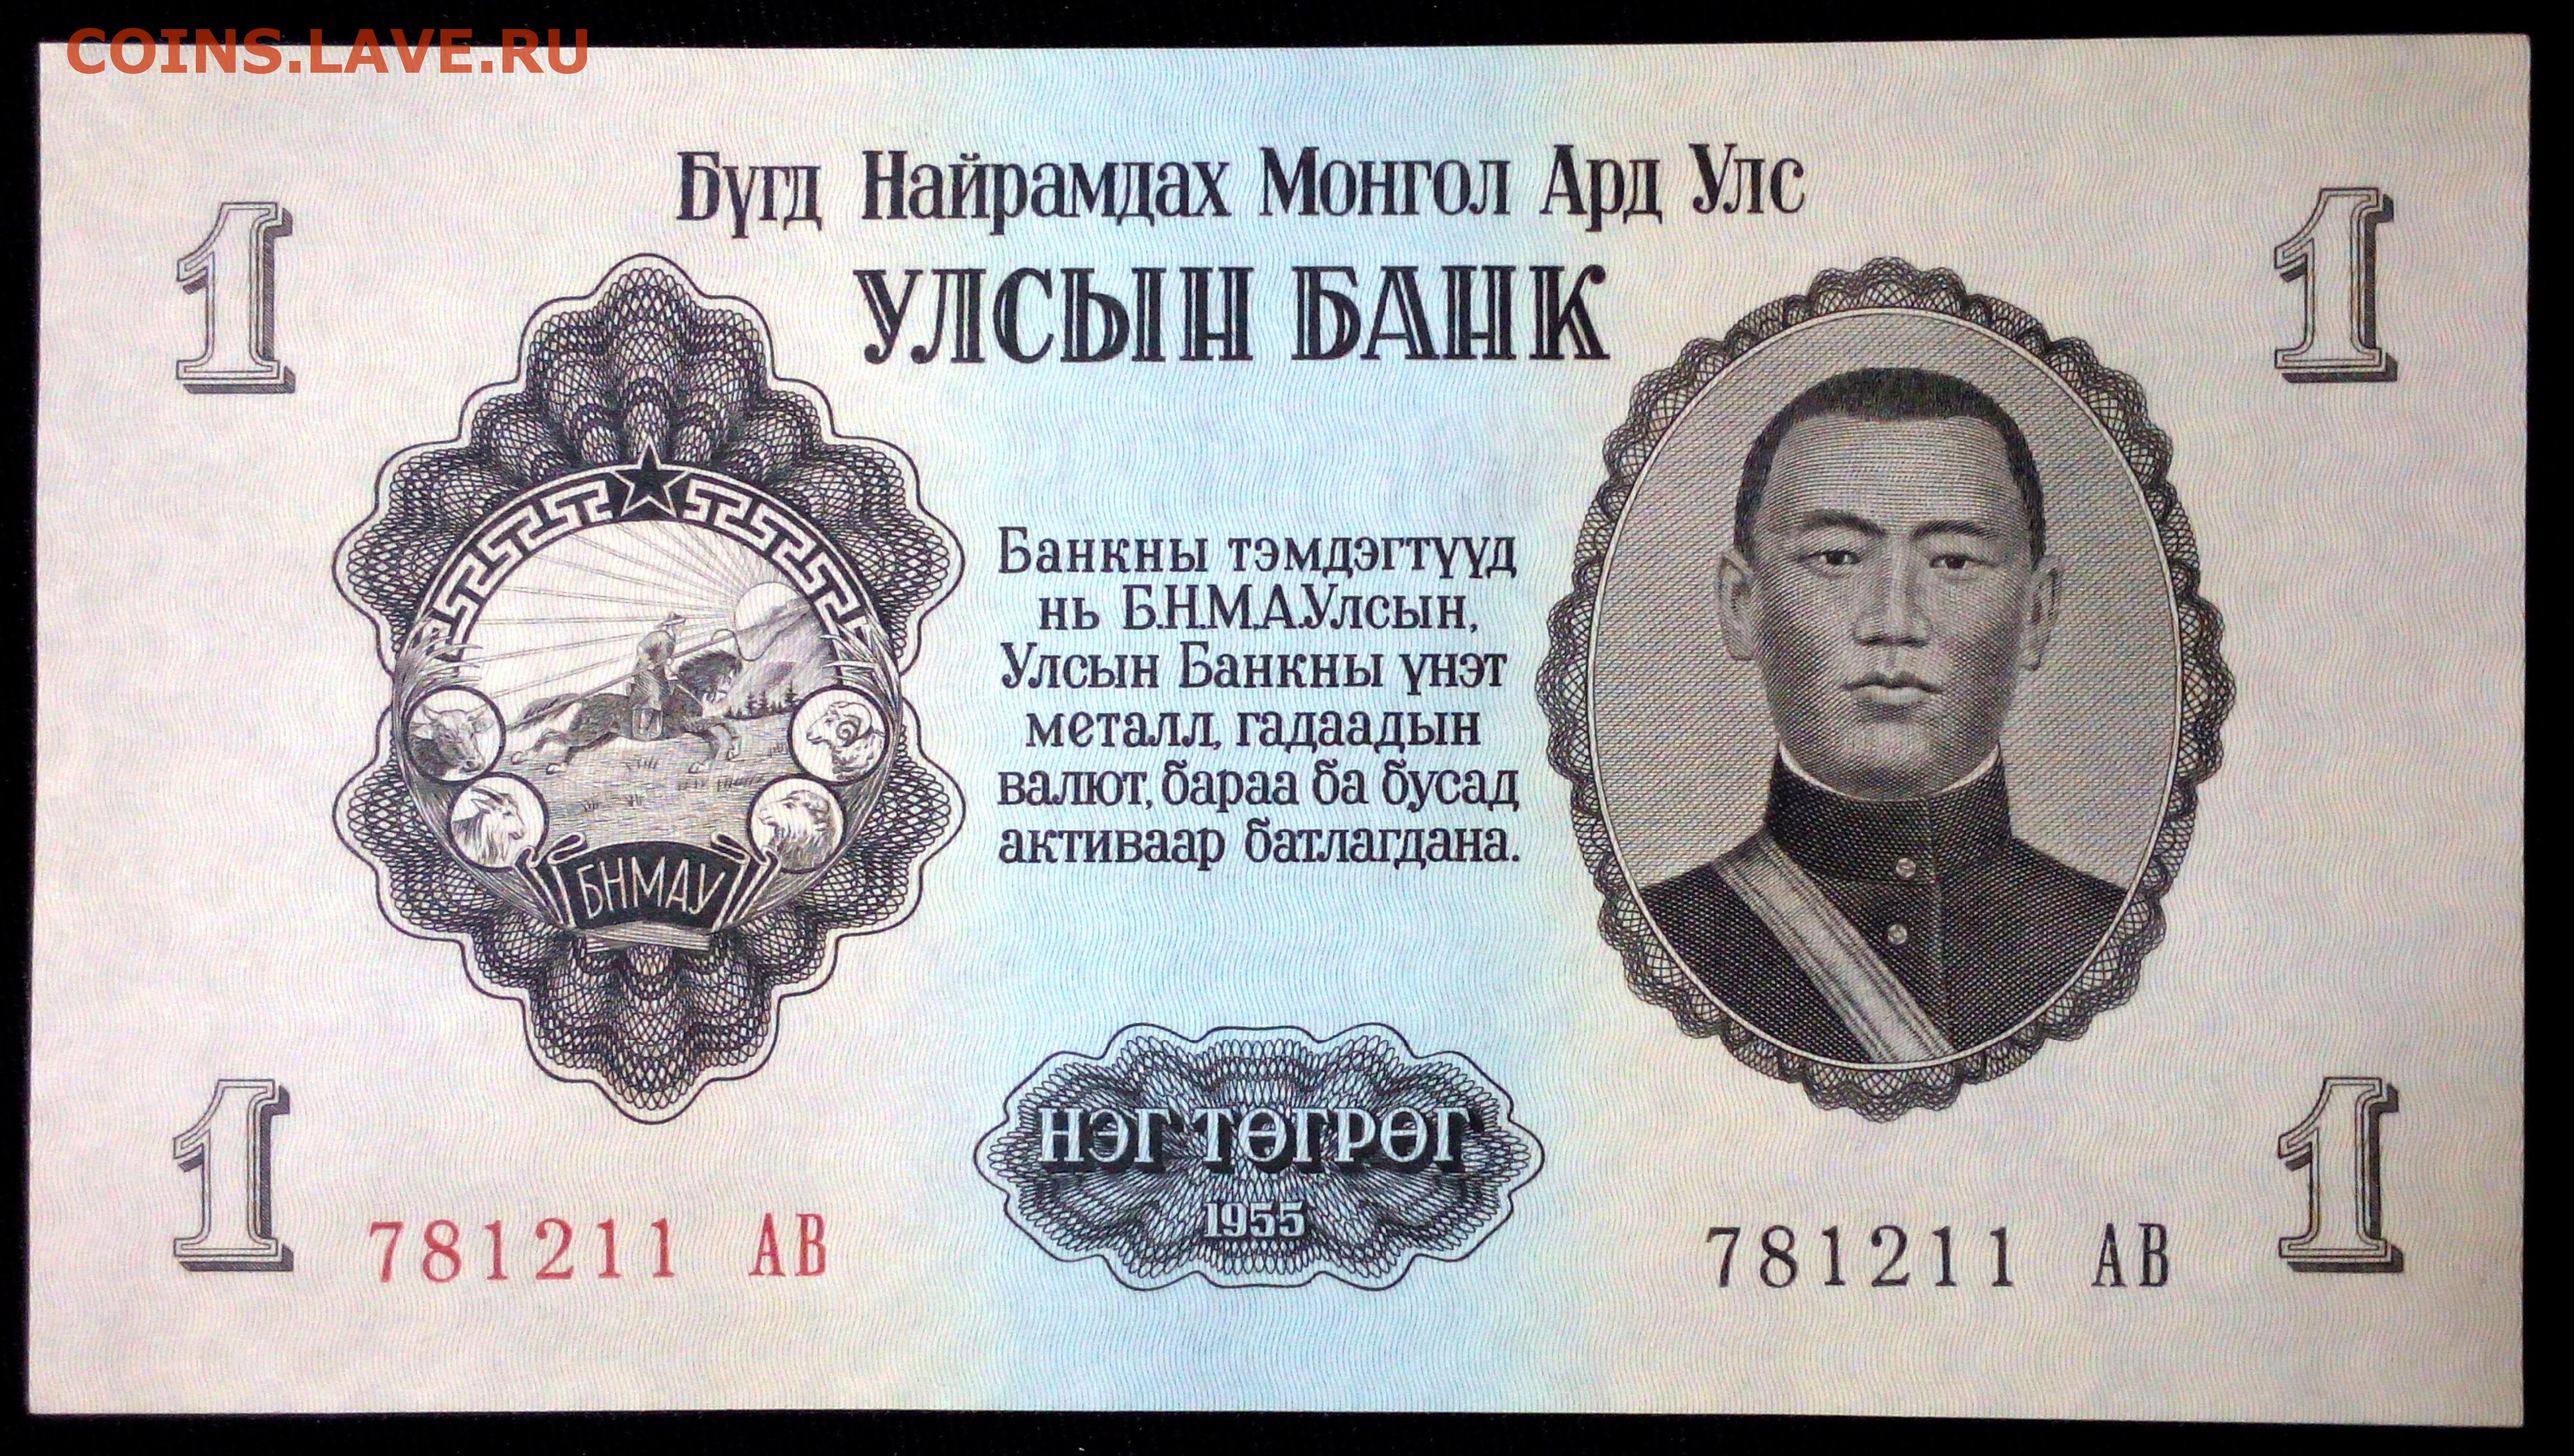 COINS.LAVE.RU
Бүгд Найрамдах Монгол Ард Улс
УЛСЫН БАНК
1
1
Банкны тэмдэгтүүд
нь Б.Н.М.А.Улсын,
Улсын Банкны үнэт
металл, гадаадын
валют, бараа ба бусад
активаар батлагдана.
БНМАУ
НЭГ ТӨГРӨГ
1955
1
1
781211 АВ
781211 АВ